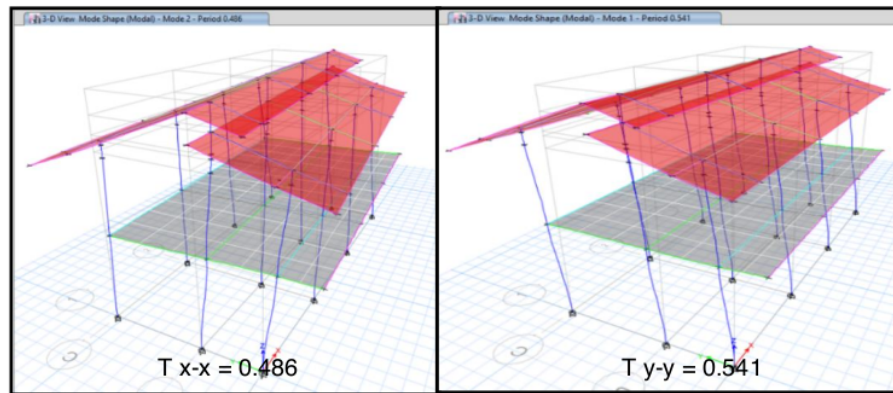 3-D View Mode Shape (Modal) - Mode 2 - Period 0.486
3-D View Mode Shape (Modal) - Mode 1 - Period 0.541
T x-x = 0.486
T y-y = 0.541